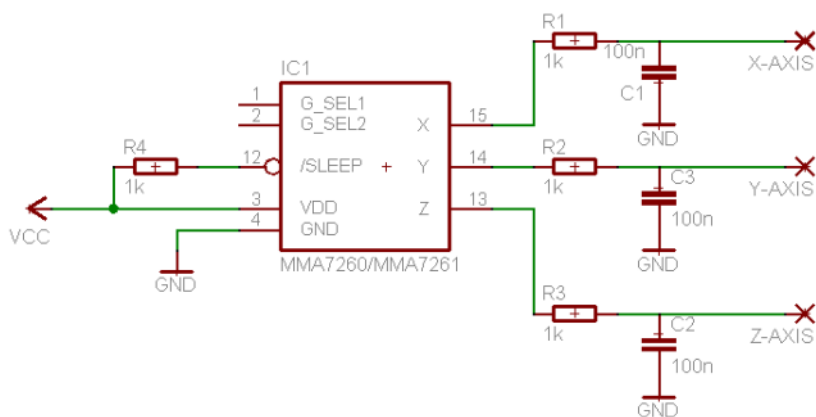 R1
100n
1k
X-AXIS
C1
GND
IC1
1
G_SEL1
2
G_SEL2
X
15
R4
1k
12
/SLEEP
Y
14
R2
1k
C3
100n
Y-AXIS
GND
3
VDD
Z
13
4
GND
VCC
GND
MMA7260/MMA7261
R3
1k
C2
100n
Z-AXIS
GND